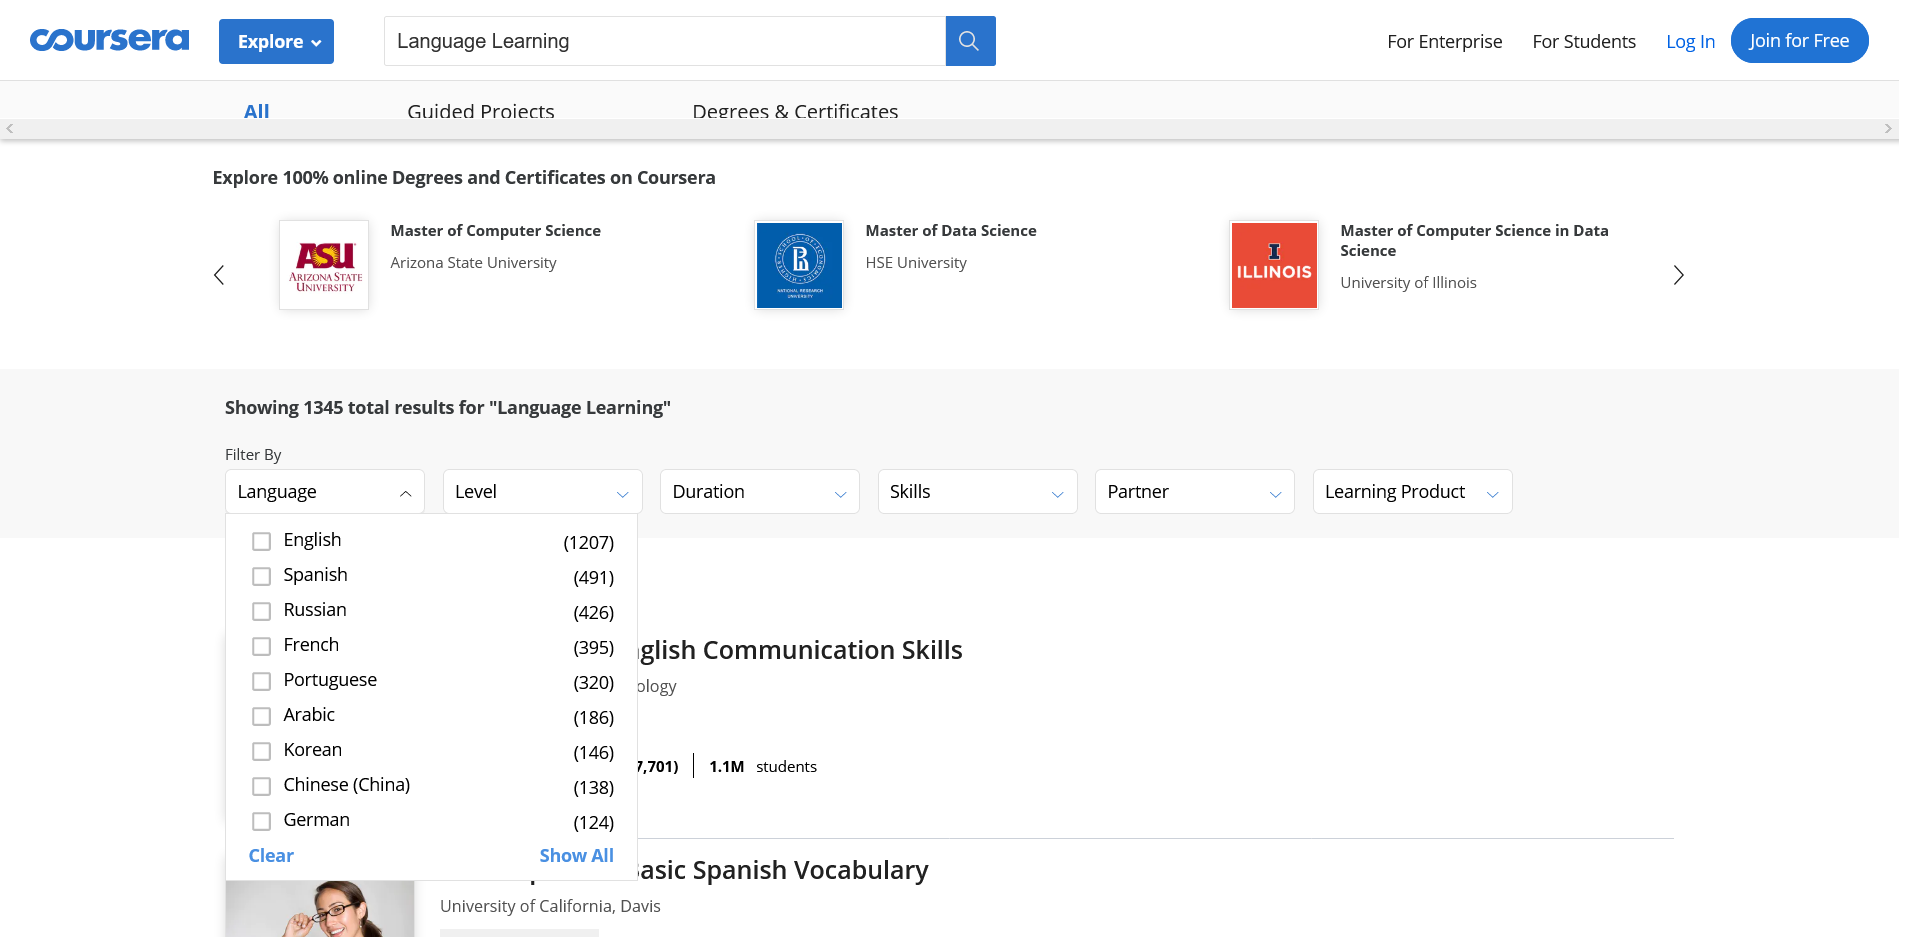 coursera
Explore
Language Learning
For Enterprise
For Students
Log In
Join for Free
All
Guided Projects
Degrees & Certificates
Explore 100% online Degrees and Certificates on Coursera
ASU
ARIZONA STATE
UNIVERSITY
Master of Computer Science
Arizona State University
NATIONAL RESEARCH
UNIVERSITY
Master of Data Science
HSE University
I
ILLINOIS
Master of Computer Science in Data
Science
University of Illinois
Showing 1345 total results for "Language Learning"
Filter By
Language
Level
Duration
Skills
Partner
Learning Product
English (1207)
Spanish (491)
Russian (426)
French (395)
Portuguese (320)
Arabic (186)
Korean (146)
Chinese (China) (138)
German (124)
Clear
Show All
glish Communication Skills
ology
7,701)
1.1M students
asic Spanish Vocabulary
University of California, Davis